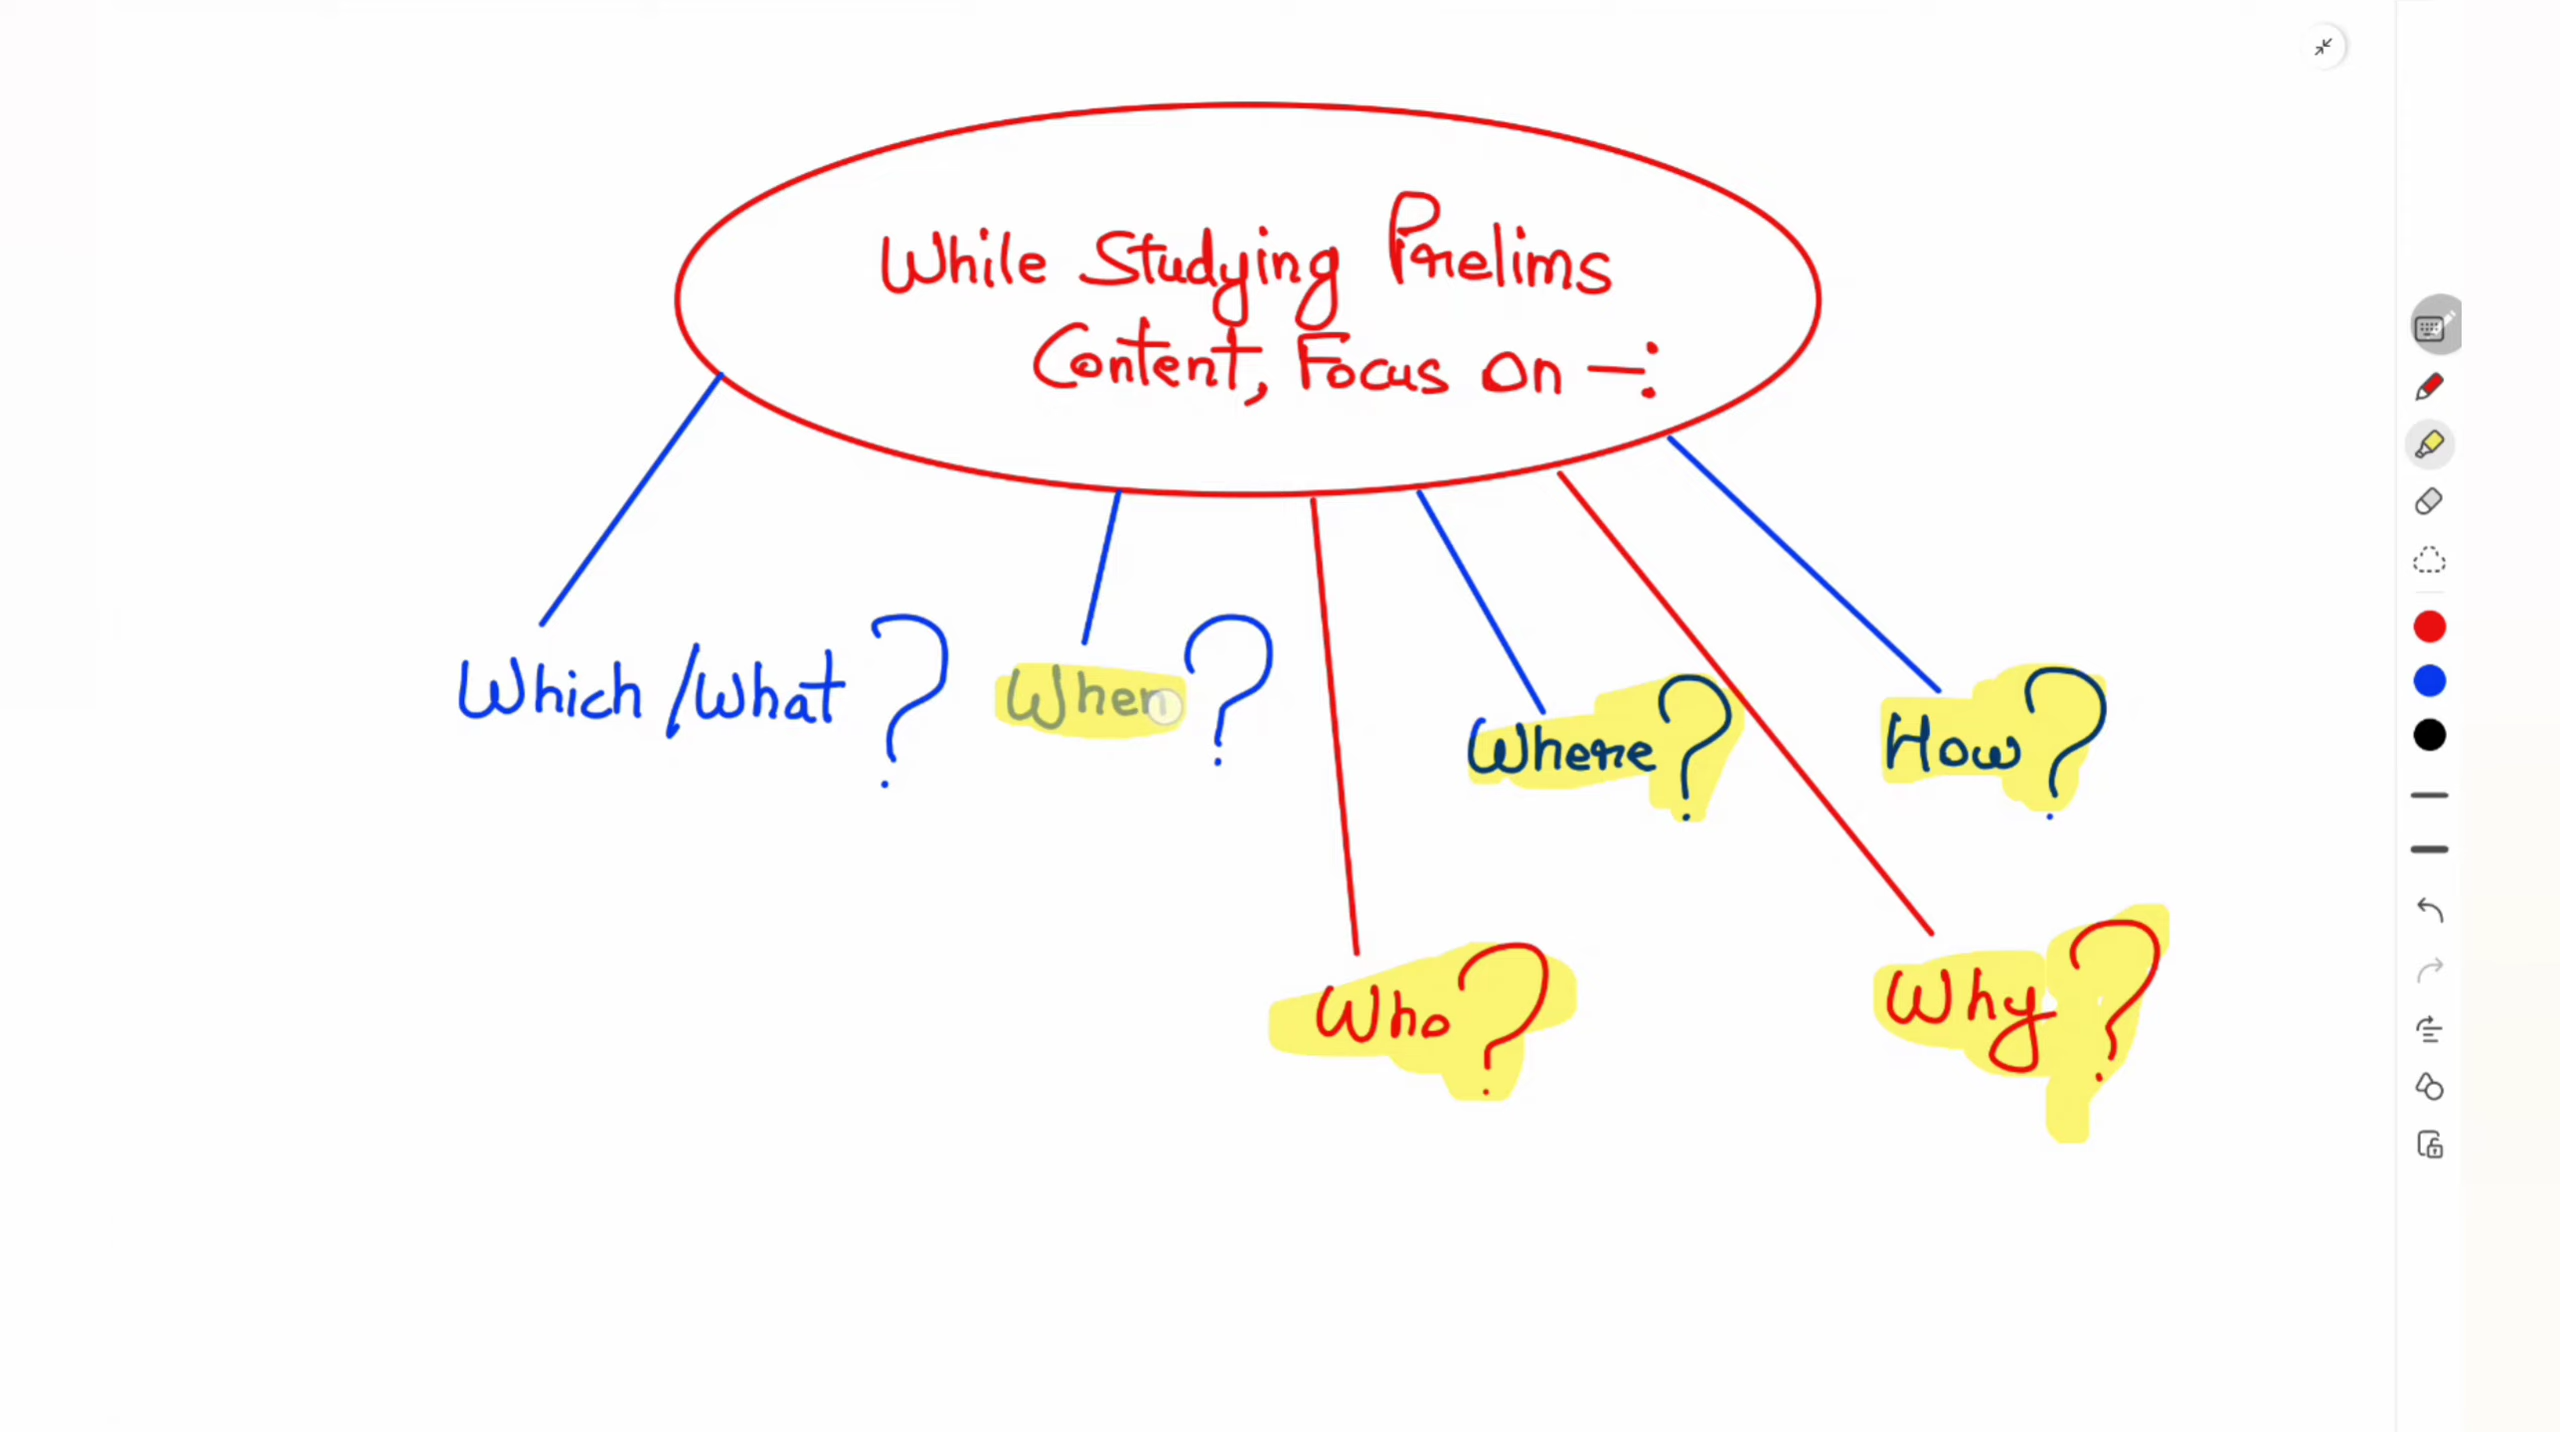 While Studying Prelims
Content, Focus on —:
Which/What?
When?
Where?
How?
Who?
Why?